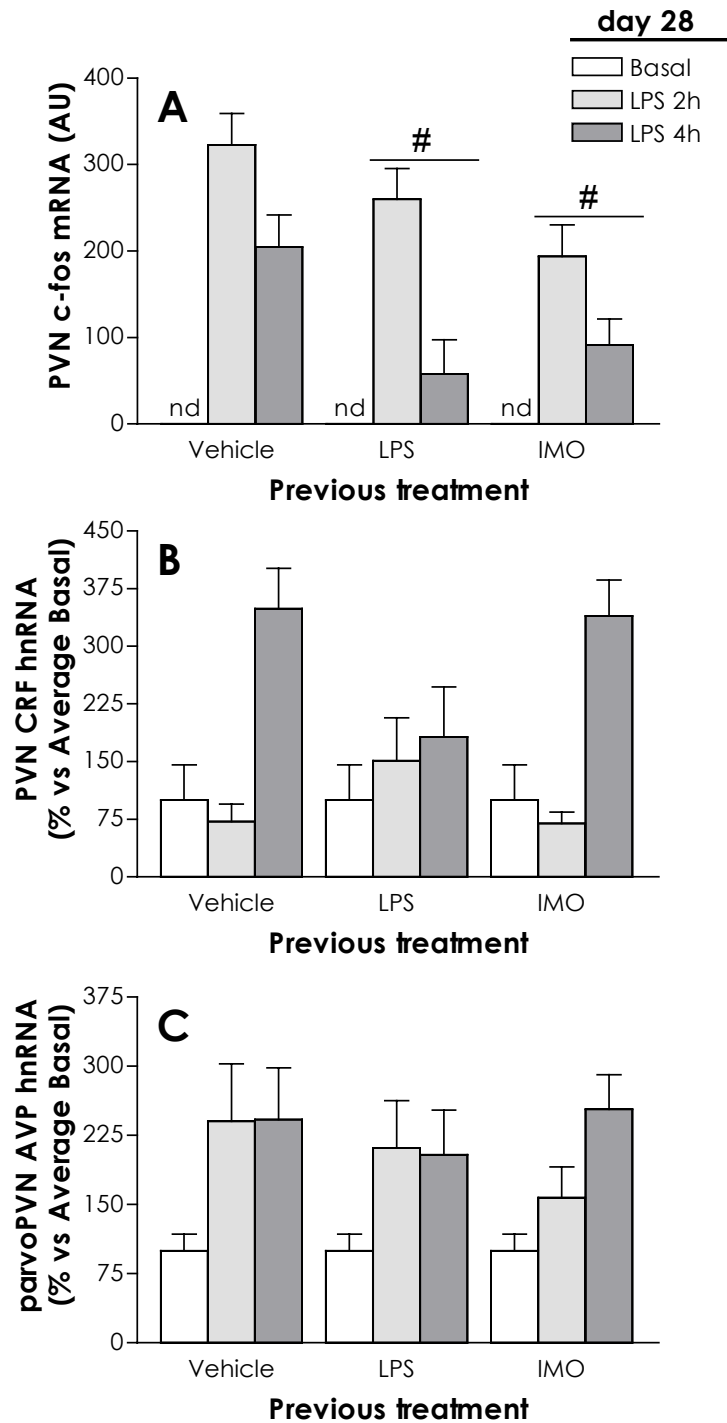 day 28
Basal
LPS 2h
LPS 4h
A
PVN c-fos mRNA (AU)
400
300
200
100
0
#
#
nd
nd
nd
Vehicle LPS IMO
Previous treatment
B
PVN CRF hnRNA
(% vs Average Basal)
450
375
300
225
150
75
0
Vehicle LPS IMO
Previous treatment
C
parvoPVN AVP hnRNA
(% vs Average Basal)
375
300
225
150
75
0
Vehicle LPS IMO
Previous treatment